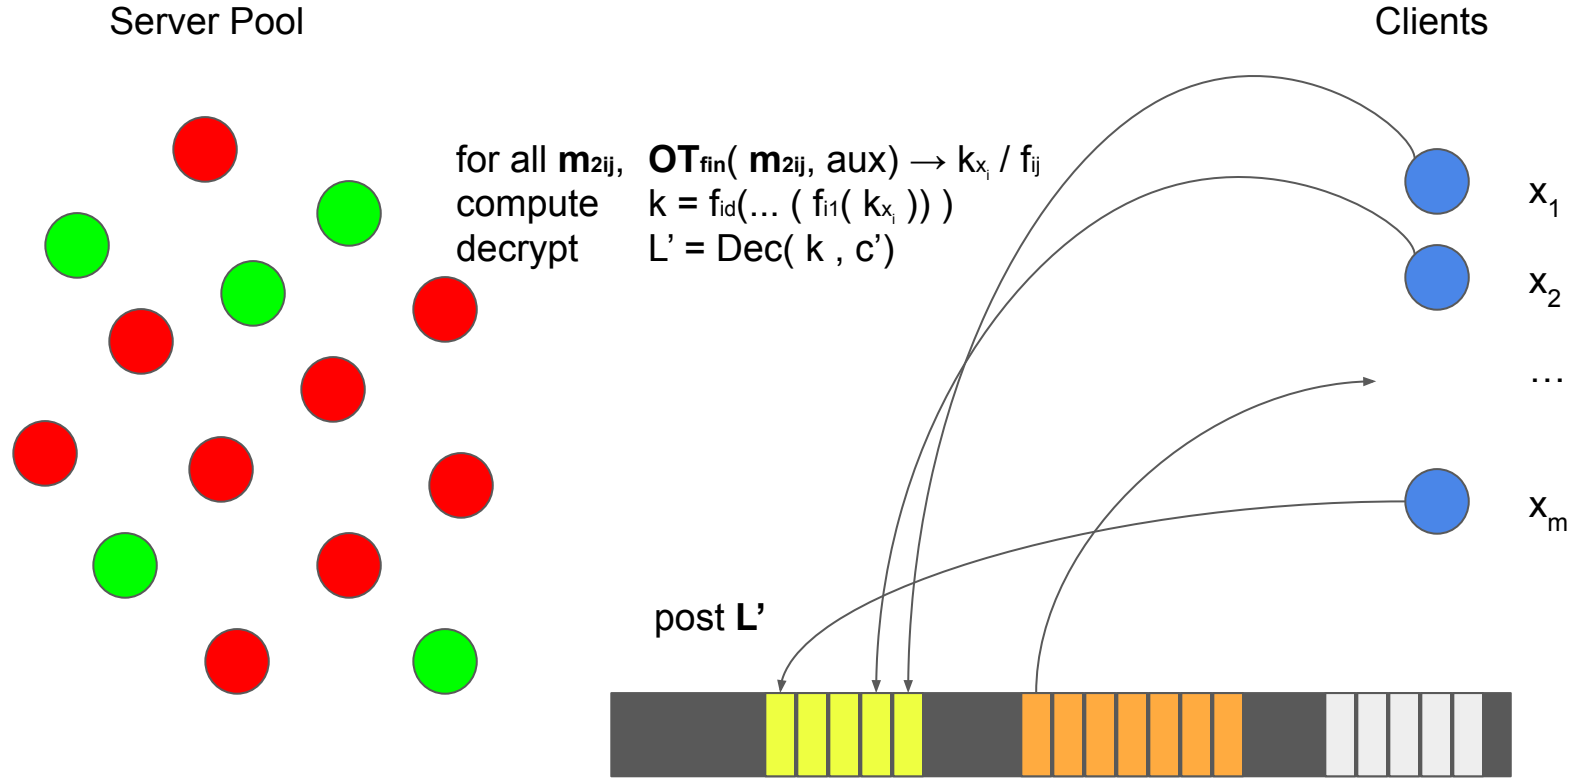 Server Pool
Clients
for all m2ij, OTfin( m2ij, aux) → kxi / fij
compute k = fid(... ( fi1( kxi )) )
decrypt L’ = Dec( k , c’)
x1
x2
...
xm
post L’